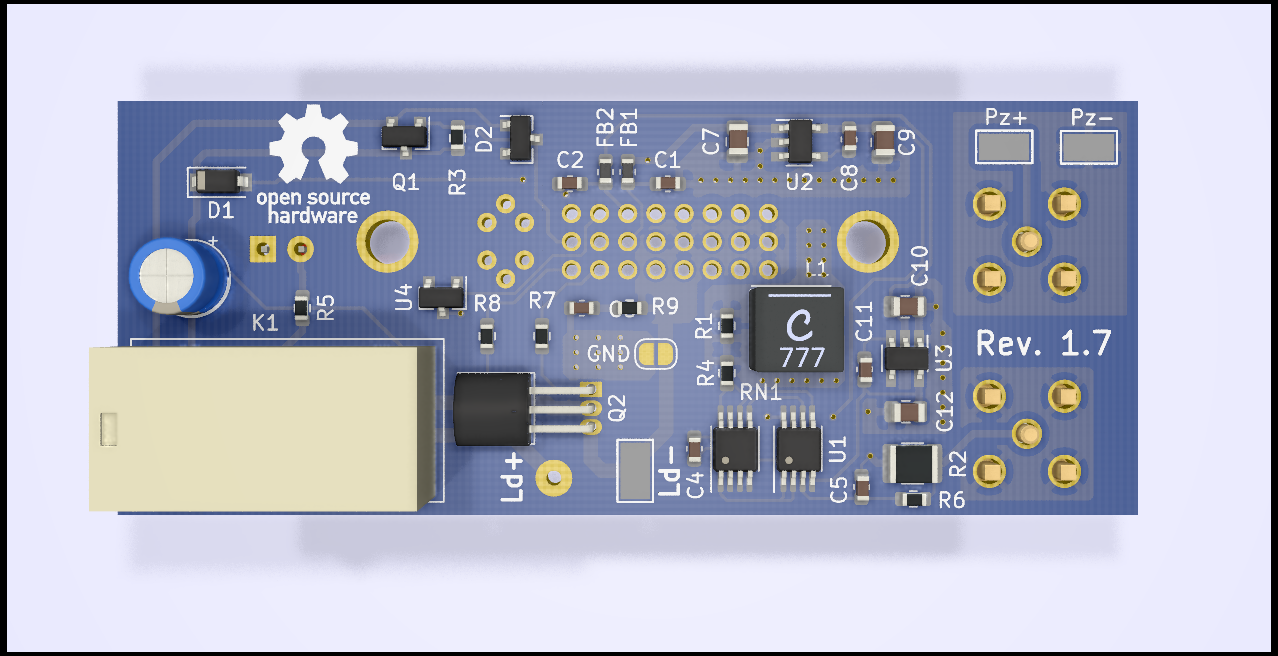 Pz+
Pz-
FB2
FB1
D2
C7
C9
C2
C1
Q1
R3
U2
C8
open source
hardware
D1
+
L1
C10
U4
R8
R7
R9
R5
K1
R1
C
777
C11
GND
U3
Rev. 1.7
R4
RN1
Q2
C12
U1
Ld+
Ld-
C4
C5
R2
R6